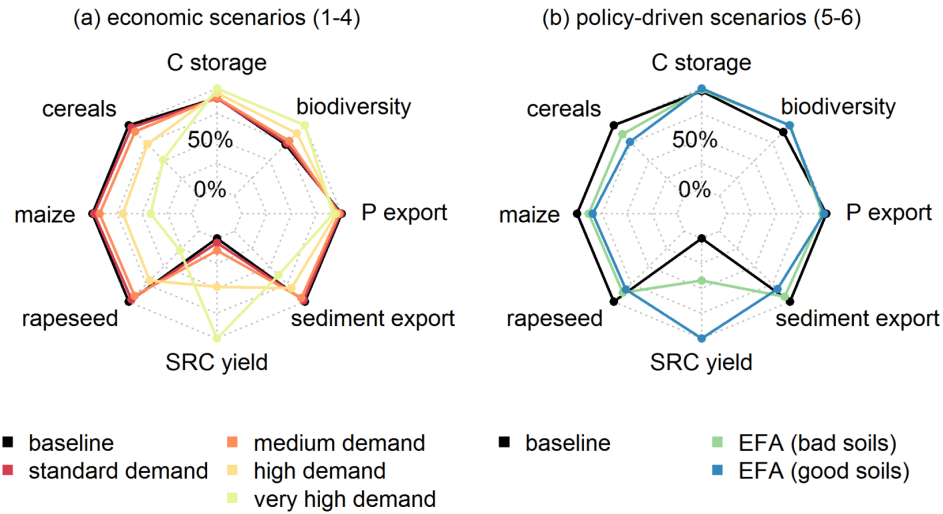 (a) economic scenarios (1-4)
C storage
cereals
biodiversity
50%
0%
maize
P export
rapeseed
sediment export
SRC yield
baseline
standard demand
medium demand
high demand
very high demand
(b) policy-driven scenarios (5-6)
C storage
cereals
biodiversity
50%
0%
maize
P export
rapeseed
sediment export
SRC yield
baseline
EFA (bad soils)
EFA (good soils)